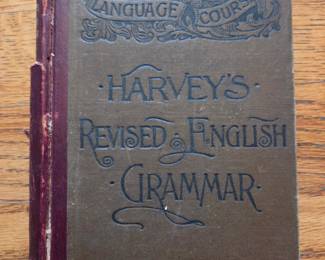 LANGUAGE COURSE
·HARVEY'S·
REVISED·ENGLISH
GRAMMAR·